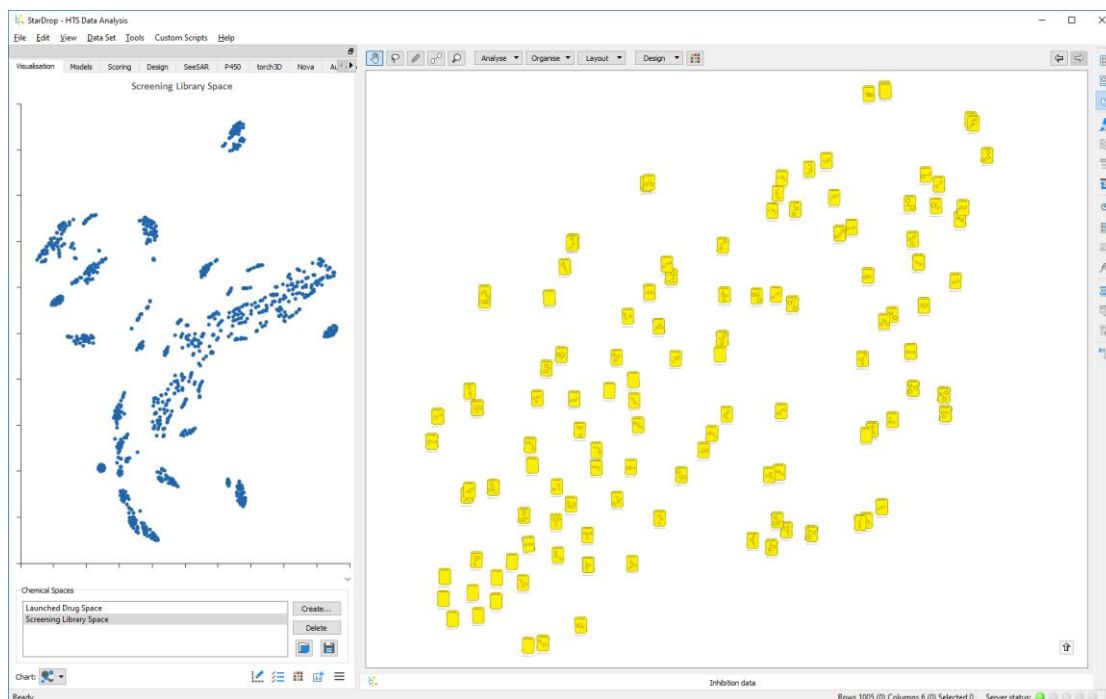 StarDrop - HTS Data Analysis
File Edit View Data Set Tools Custom Scripts Help
Visualisation Models Scoring Design SeeSAR P450 torch3D Nova
Analyse Organise Layout Design
Screening Library Space
Chemical Spaces
Launched Drug Space
Screening Library Space
Create...
Delete
Chart:
Inhibition data
Ready
Rows 1005 (0) Columns 6 (0) Selected 0 Server status: